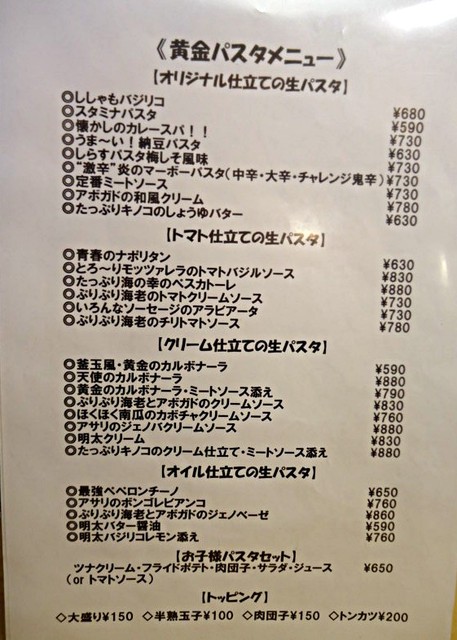 《黄金パスタメニュー》
【オリジナル仕立ての生パスタ】
◎ししゃもバジリコ ¥680
◎スタミナパスタ ¥590
◎懐かしのカレースパ！！ ¥730
◎うま～い！納豆パスタ ¥630
◎しらすパスタ梅しそ風味 ¥730
◎“激辛”炎のマーボーパスタ（中辛・大辛・チャレンジ鬼辛）¥730
◎定番ミートソース ¥730
◎アボガドの和風クリーム ¥780
◎たっぷりキノコのしょうゆバター ¥630
【トマト仕立ての生パスタ】
◎青春のナポリタン ¥630
◎とろ～りモッツァレラのトマトバジルソース ¥830
◎たっぷり海の幸のペスカトーレ ¥880
◎ぷりぷり海老のトマトクリームソース ¥730
◎いろんなソーセージのアラビアータ ¥730
◎ぷりぷり海老のチリトマトソース ¥780
【クリーム仕立ての生パスタ】
◎釜玉風・黄金のカルボナーラ ¥590
◎天使のカルボナーラ ¥880
◎黄金のカルボナーラ・ミートソース添え ¥790
◎ぷりぷり海老とアボガドのクリームソース ¥830
◎ほくほく南瓜のカボチャクリームソース ¥760
◎アサリのジェノバクリームソース ¥880
◎明太クリーム ¥830
◎たっぷりキノコのクリーム仕立て・ミートソース添え ¥880
【オイル仕立ての生パスタ】
◎最強ペペロンチーノ ¥650
◎アサリのボンゴレビアンコ ¥760
◎ぷりぷり海老とアボガドのジェノベーゼ ¥860
◎明太バター醤油 ¥590
◎明太バジリコレモン添え ¥760
【お子様パスタセット】
ツナクリーム・フライドポテト・肉団子・サラダ・ジュース ¥650
（or トマトソース）
【トッピング】
◇大盛り¥150 ◇半熟玉子¥100 ◇肉団子¥150 ◇トンカツ¥200